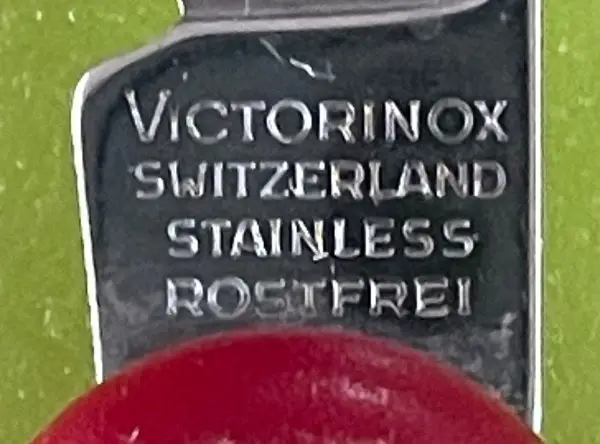 VICTORINOX
SWITZERLAND
STAINLESS
ROSTFREI